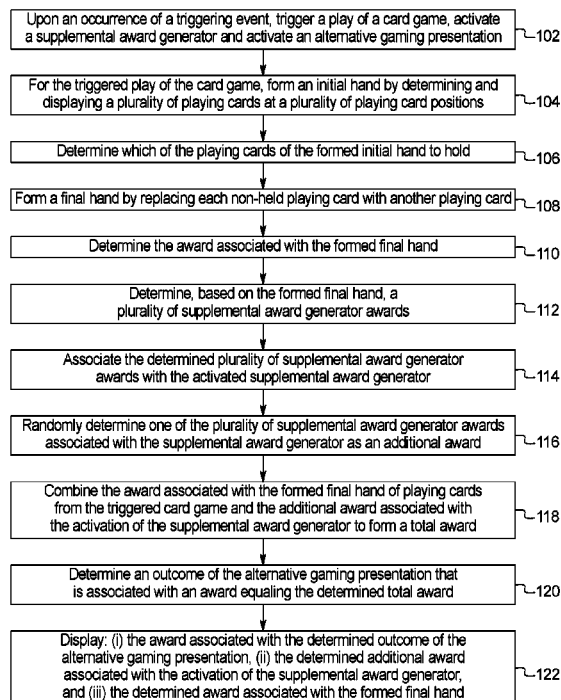 Upon an occurrence of a triggering event, trigger a play of a card game, activate
a supplemental award generator and activate an alternative gaming presentation
102
For the triggered play of the card game, form an initial hand by determining and
displaying a plurality of playing cards at a plurality of playing card positions
104
Determine which of the playing cards of the formed initial hand to hold
106
Form a final hand by replacing each non-held playing card with another playing card
108
Determine the award associated with the formed final hand
110
Determine, based on the formed final hand, a
plurality of supplemental award generator awards
112
Associate the determined plurality of supplemental award generator
awards with the activated supplemental award generator
114
Randomly determine one of the plurality of supplemental award generator awards
associated with the supplemental award generator as an additional award
116
Combine the award associated with the formed final hand of playing cards
from the triggered card game and the additional award associated with
the activation of the supplemental award generator to form a total award
118
Determine an outcome of the alternative gaming presentation that
is associated with an award equaling the determined total award
120
Display: (i) the award associated with the determined outcome of the
alternative gaming presentation, (ii) the determined additional award
associated with the activation of the supplemental award generator,
and (iii) the determined award associated with the formed final hand
122